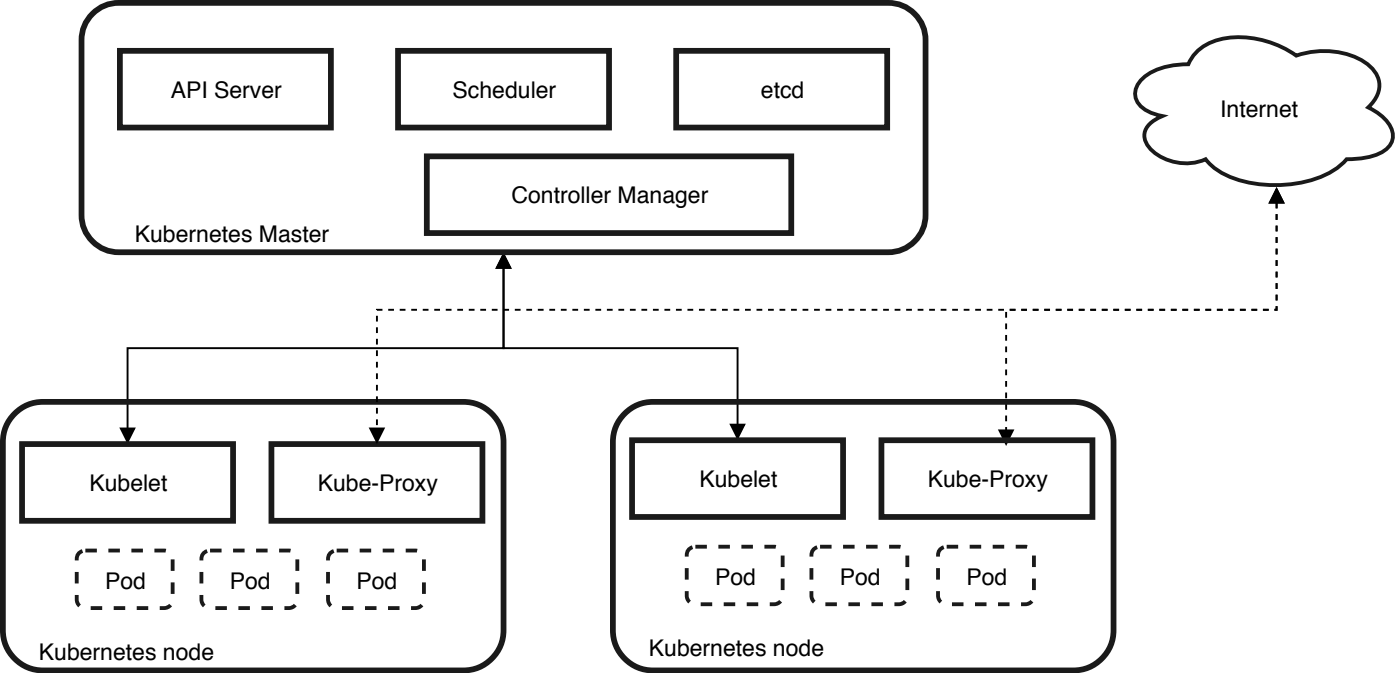 API Server
Scheduler
etcd
Internet
Controller Manager
Kubernetes Master
Kubelet
Kube-Proxy
Pod
Pod
Pod
Kubernetes node
Kubelet
Kube-Proxy
Pod
Pod
Pod
Kubernetes node